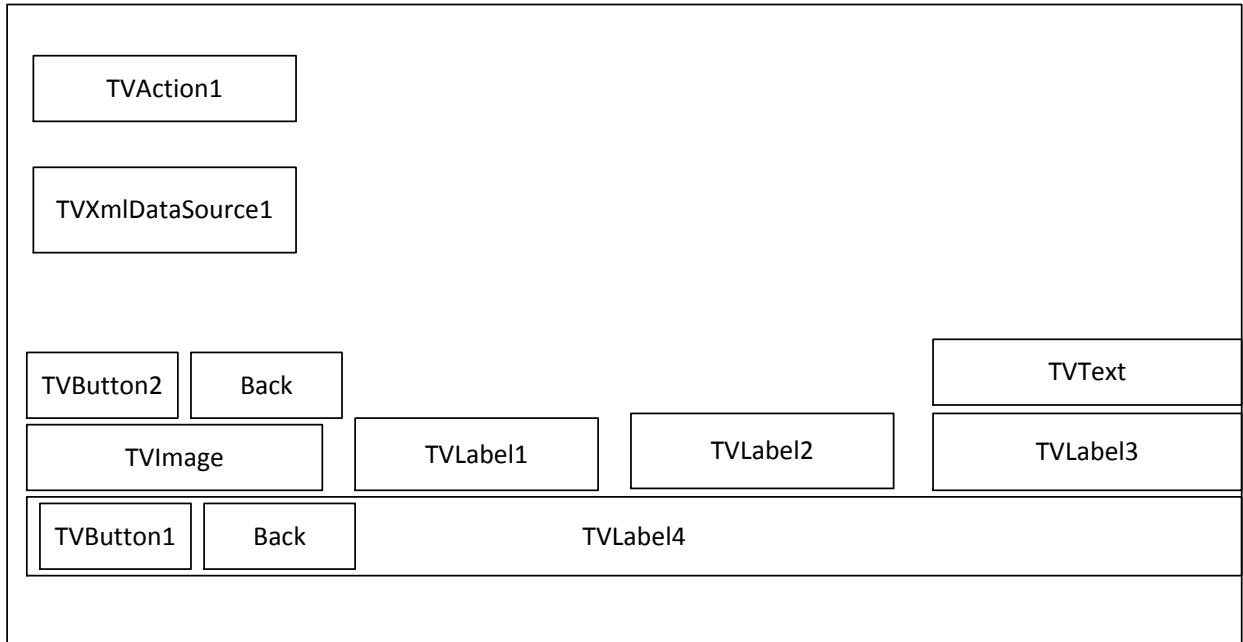 TVAction1
TVXmlDataSource1
TVButton2 Back TVText
TVImage TVLabel1 TVLabel2 TVLabel3
TVButton1 Back TVLabel4